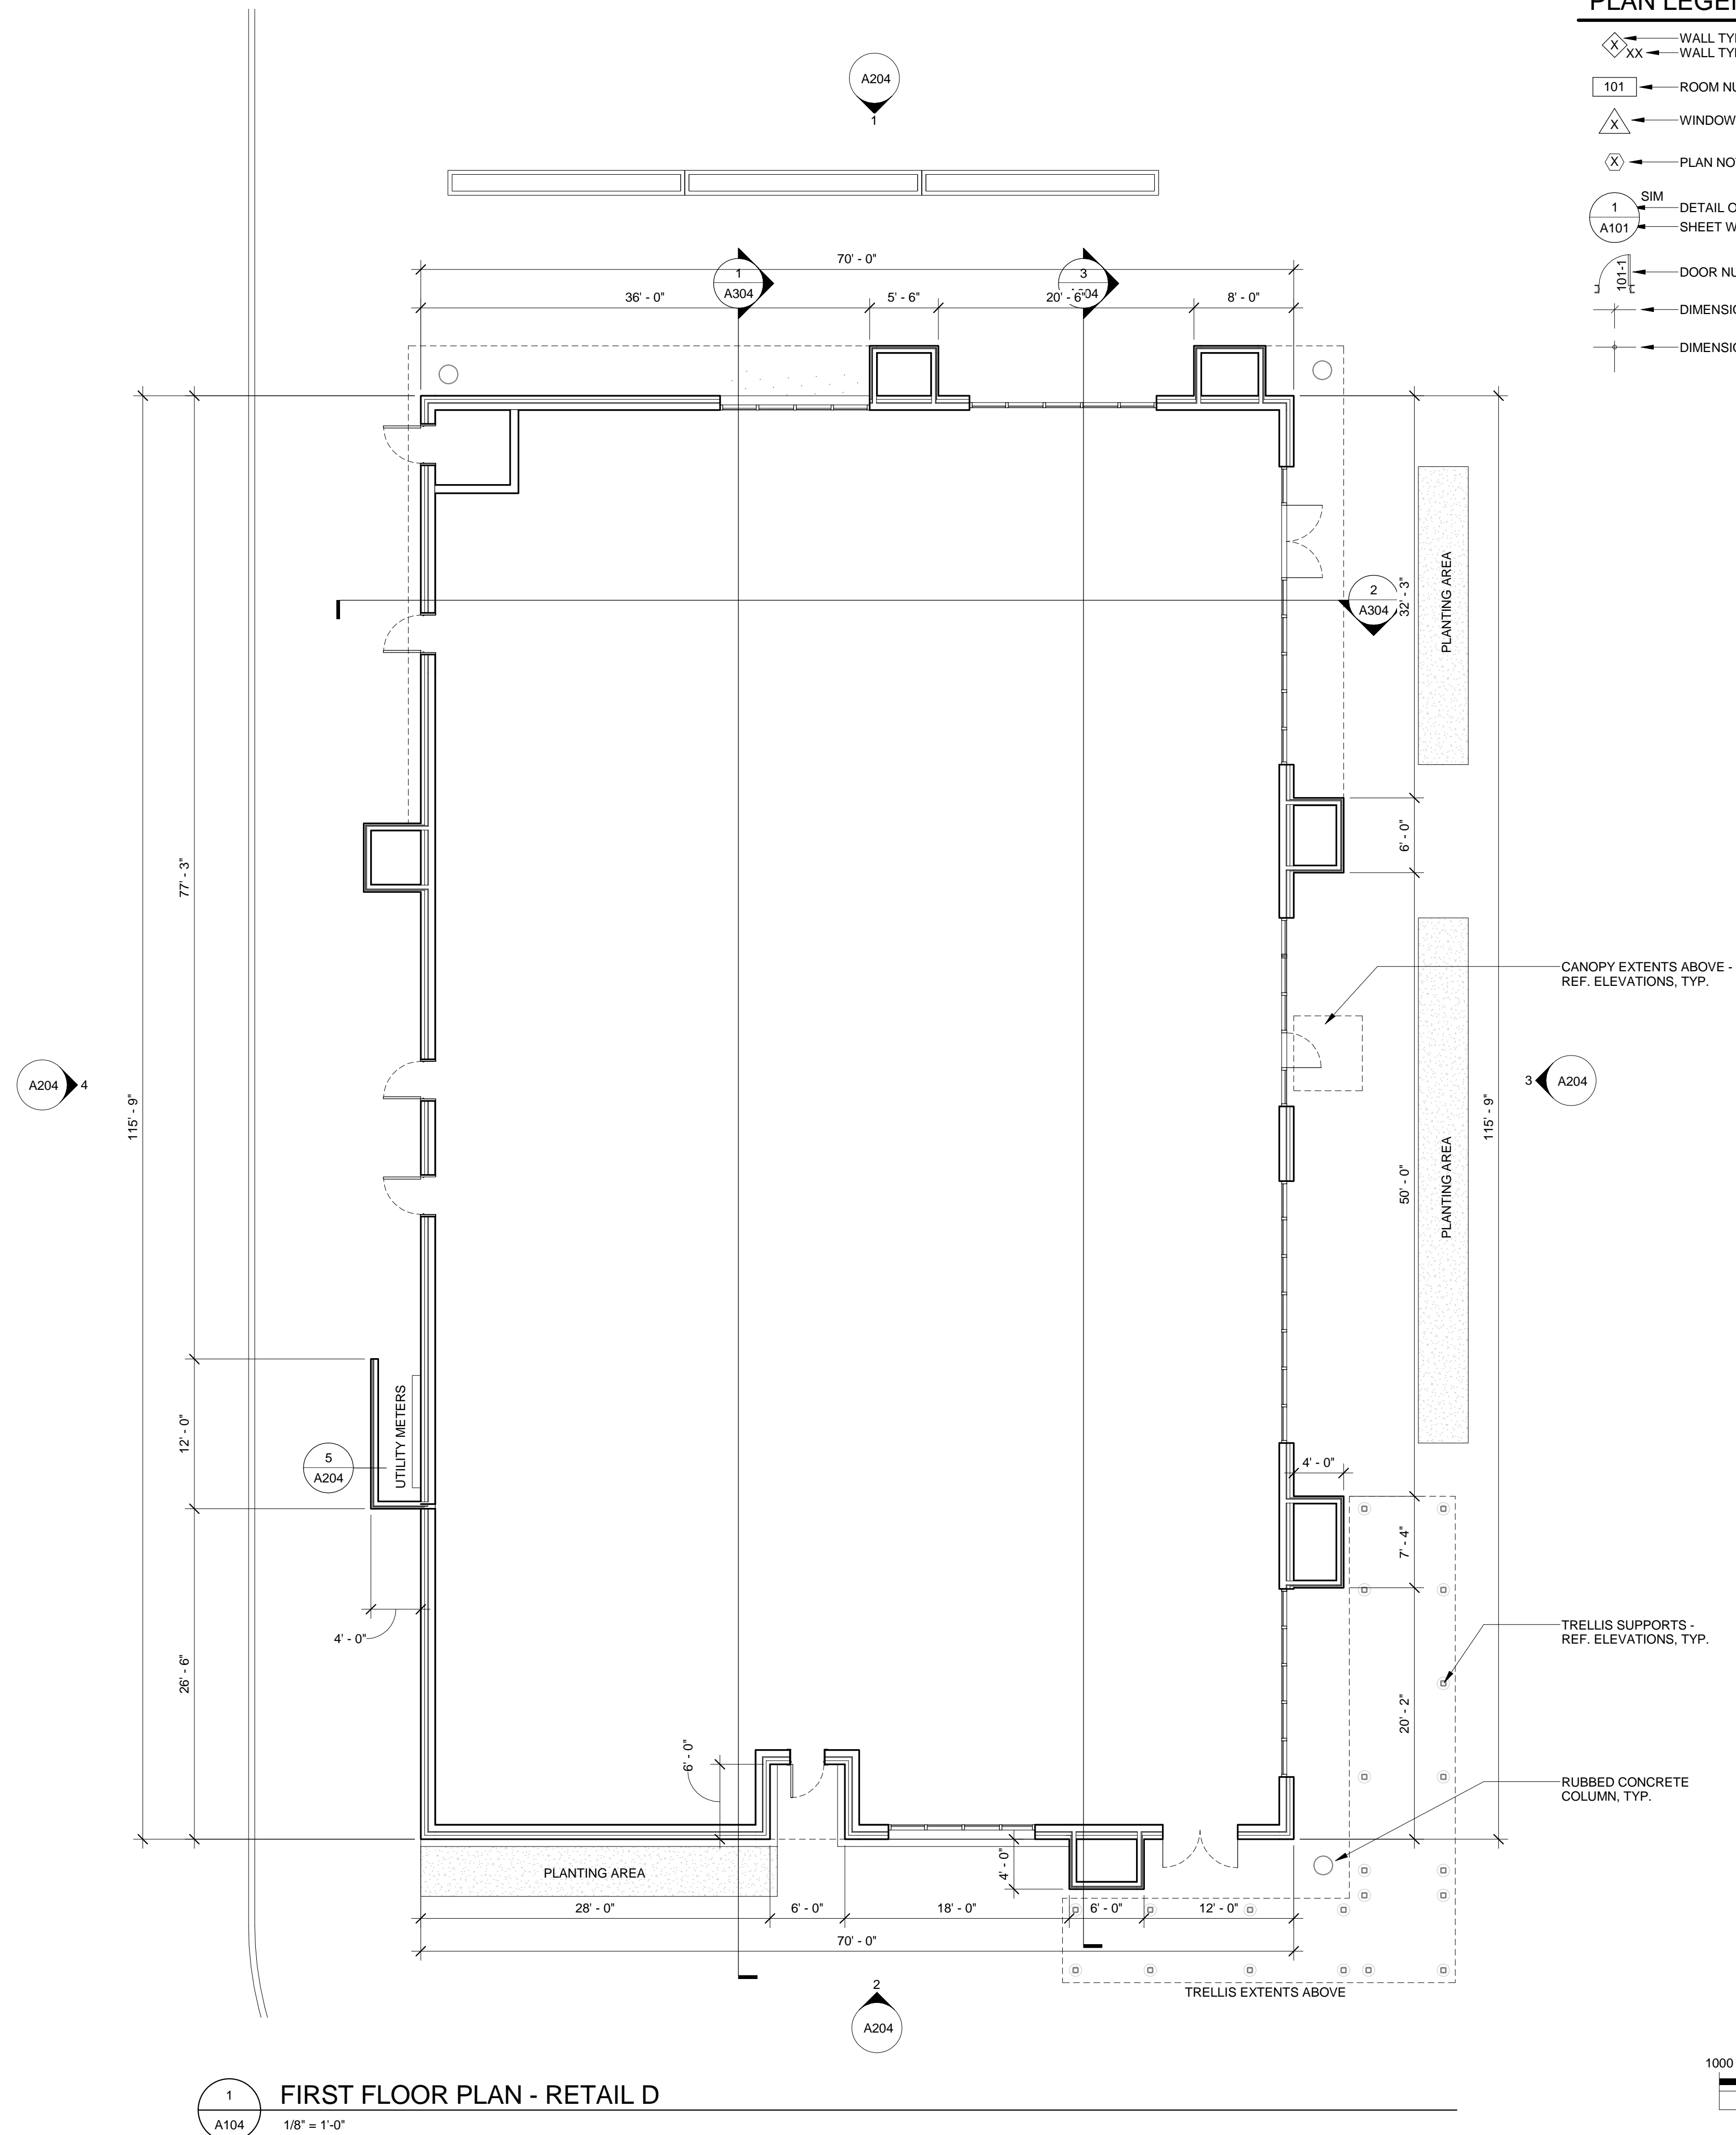 PLAN LEGEN
X
XX
WALL TY
WALL TY
101
ROOM NU
X
WINDOW
X
PLAN NO
SIM
1
A101
DETAIL O
SHEET W
101-1
DOOR NU
DIMENSIO
DIMENSIO
A204
1
70' - 0"
1
A304
3
36' - 0"
5' - 6"
20' - 6"
04
8' - 0"
PLANTING AREA
2
A304
32' - 3"
6' - 0"
77' - 3"
CANOPY EXTENTS ABOVE -
REF. ELEVATIONS, TYP.
A204
4
3
A204
115' - 9"
115' - 9"
50' - 0"
PLANTING AREA
UTILITY METERS
12' - 0"
5
A204
4' - 0"
7' - 4"
4' - 0"
TRELLIS SUPPORTS -
REF. ELEVATIONS, TYP.
26' - 6"
20' - 2"
6' - 0"
RUBBED CONCRETE
COLUMN, TYP.
PLANTING AREA
4' - 0"
28' - 0"
6' - 0"
18' - 0"
6' - 0"
12' - 0"
70' - 0"
2
A204
TRELLIS EXTENTS ABOVE
1000
1
A104
FIRST FLOOR PLAN - RETAIL D
1/8" = 1'-0"